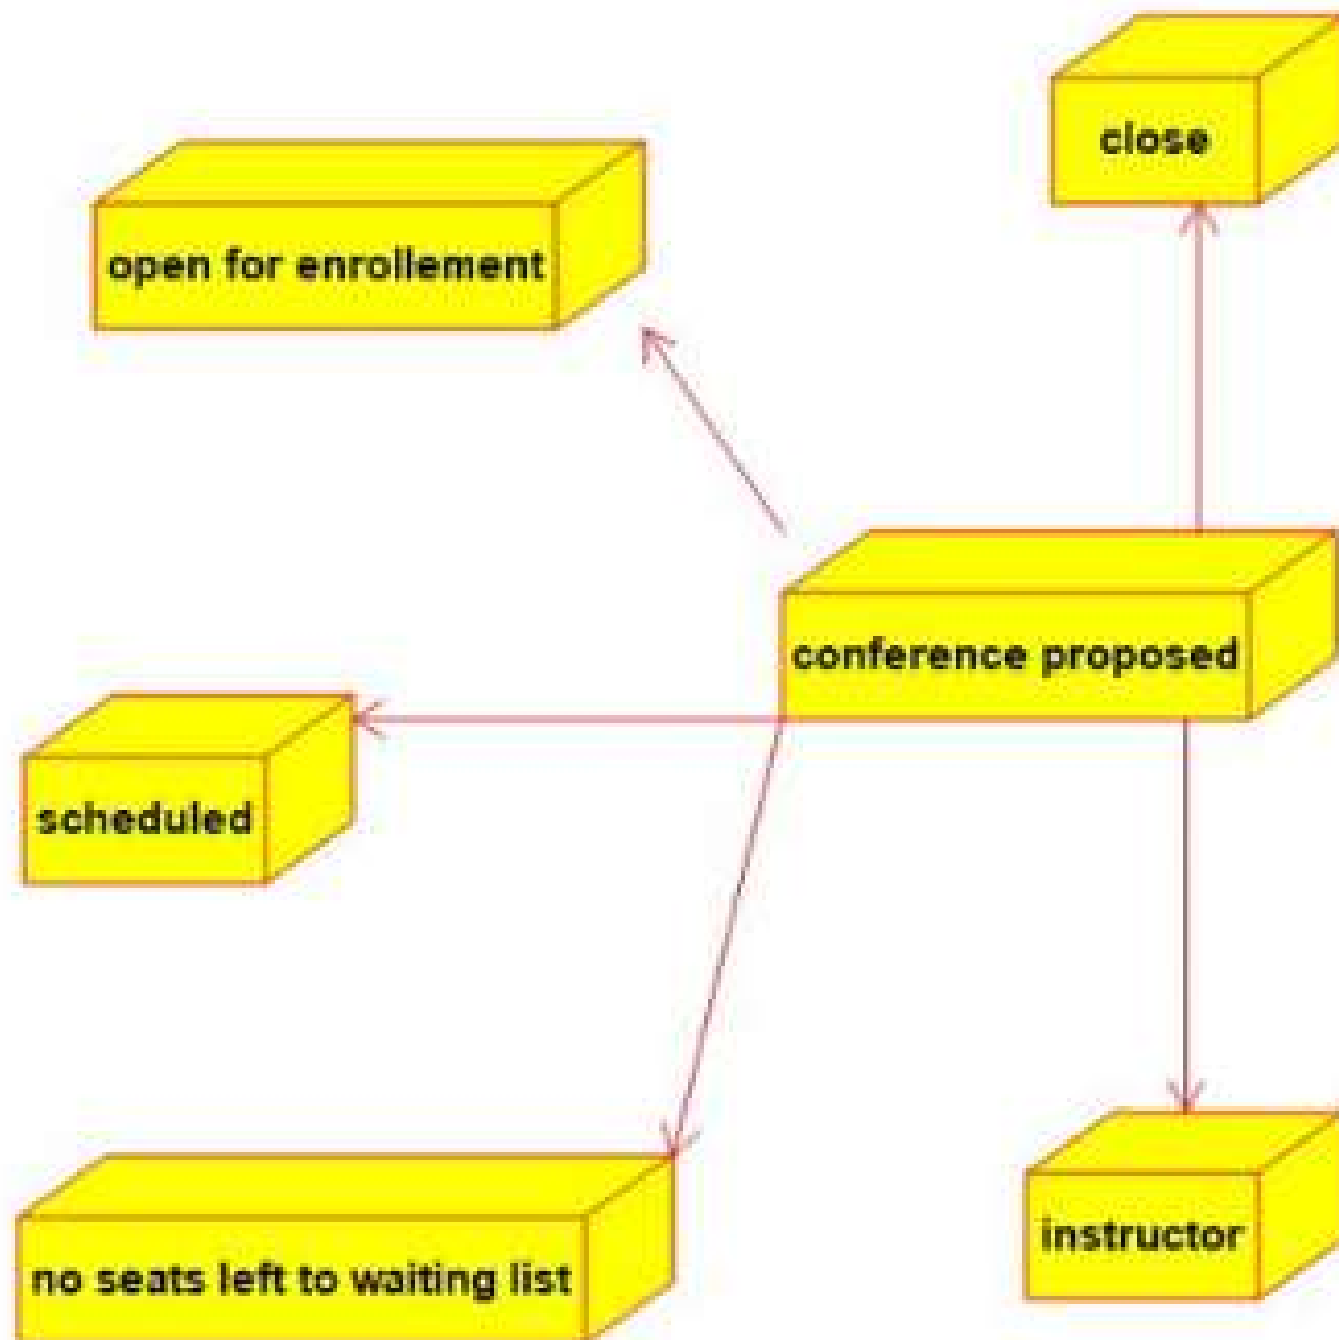 close
open for enrollement
conference proposed
scheduled
instructor
no seats left to waiting list